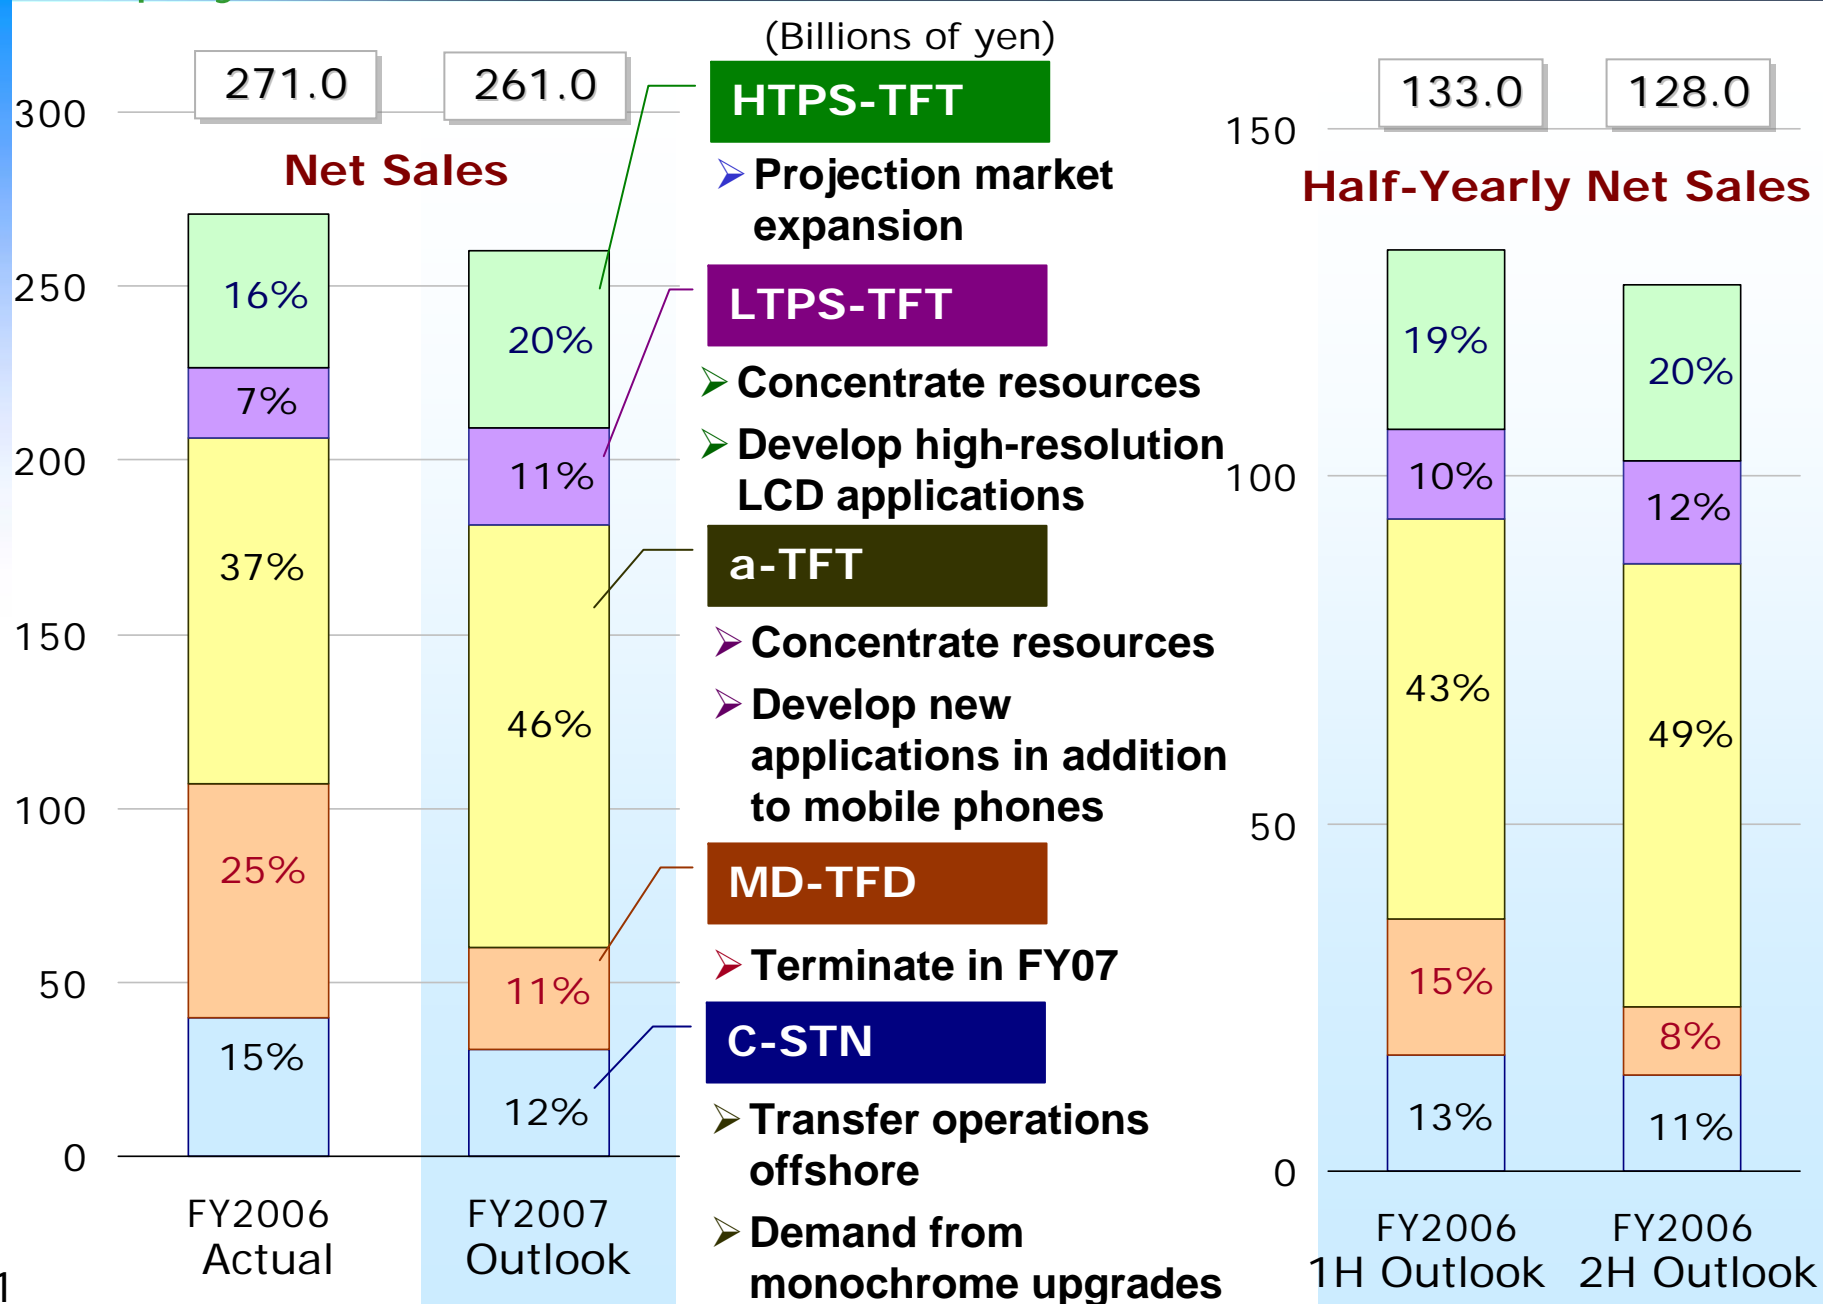 (Billions of yen)
271.0
261.0
300
Net Sales
250
200
150
100
50
0
16%
7%
37%
25%
15%
20%
11%
46%
11%
12%
FY2006
Actual
FY2007
Outlook
HTPS-TFT
Projection market
expansion
LTPS-TFT
Concentrate resources
Develop high-resolution
LCD applications
a-TFT
Concentrate resources
Develop new
applications in addition
to mobile phones
MD-TFD
Terminate in FY07
C-STN
Transfer operations
offshore
Demand from
monochrome upgrades
133.0
128.0
150
Half-Yearly Net Sales
100
50
0
19%
10%
43%
15%
13%
20%
12%
49%
8%
11%
FY2006
1H Outlook
FY2006
2H Outlook
1